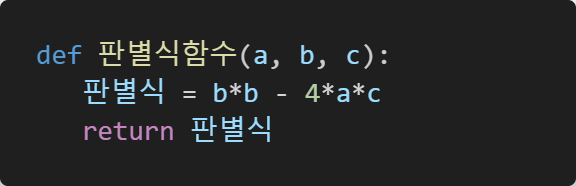 def 판별식함수(a, b, c):
   판별식 = b*b - 4*a*c
   return 판별식